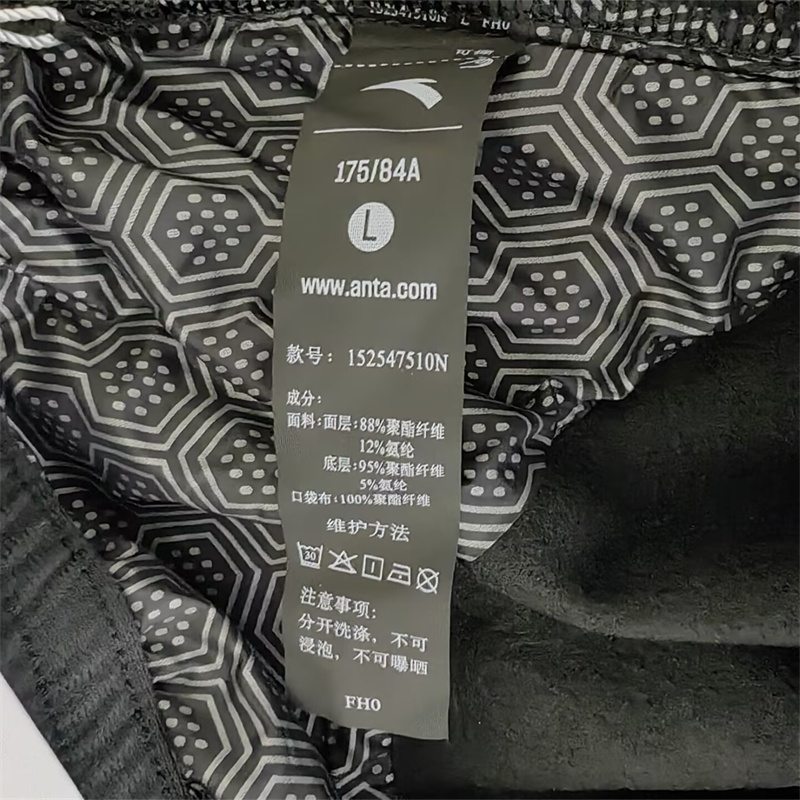 152547510N L FH0
175/84A
L
www.anta.com
款号: 152547510N
成分:
面料:面层:88%聚酯纤维
12%氨纶
底层:95%聚酯纤维
5%氨纶
口袋布:100%聚酯纤维
维护方法
30
注意事项:
分开洗涤, 不可
浸泡, 不可曝晒
FH0